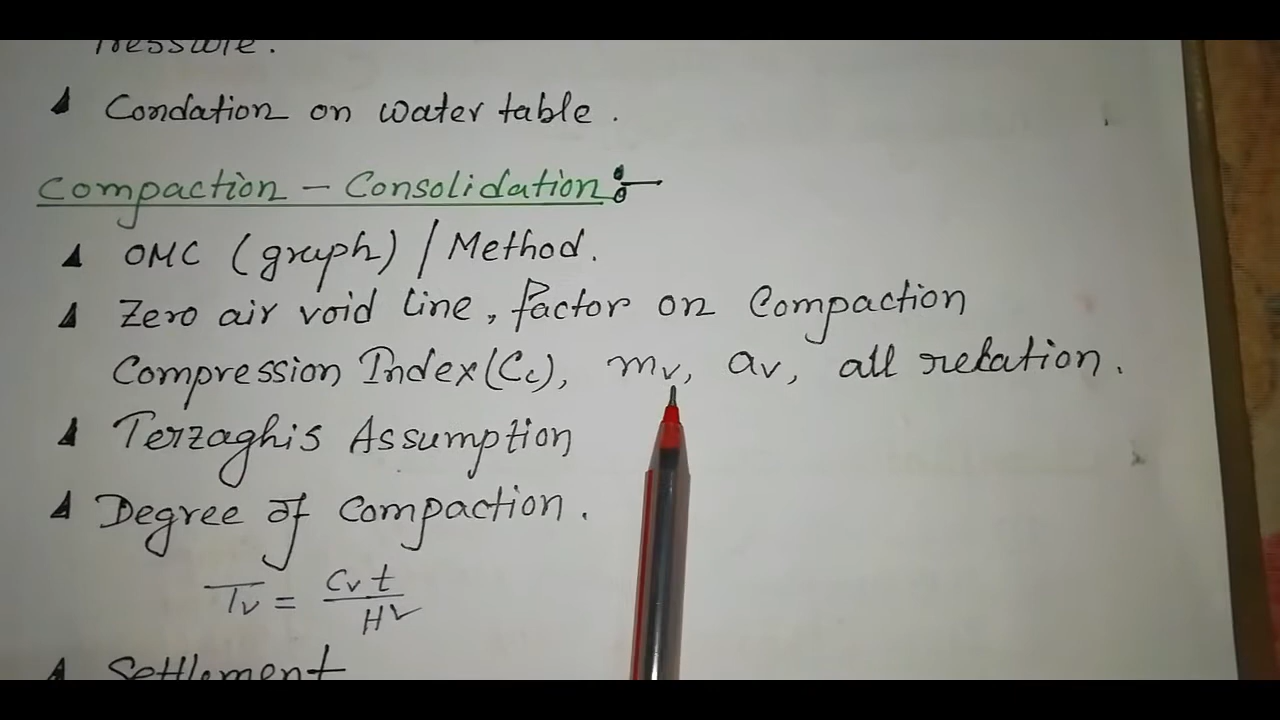 Pressure.
Condation on water table.
Compaction - Consolidation :-
OMC (graph) / Method.
Zero air void line, factor on Compaction
Compression Index (Cc), mv, av, all relation.
Terzaghis Assumption
Degree of Compaction.
Tv = Cv t / H²
Settlement